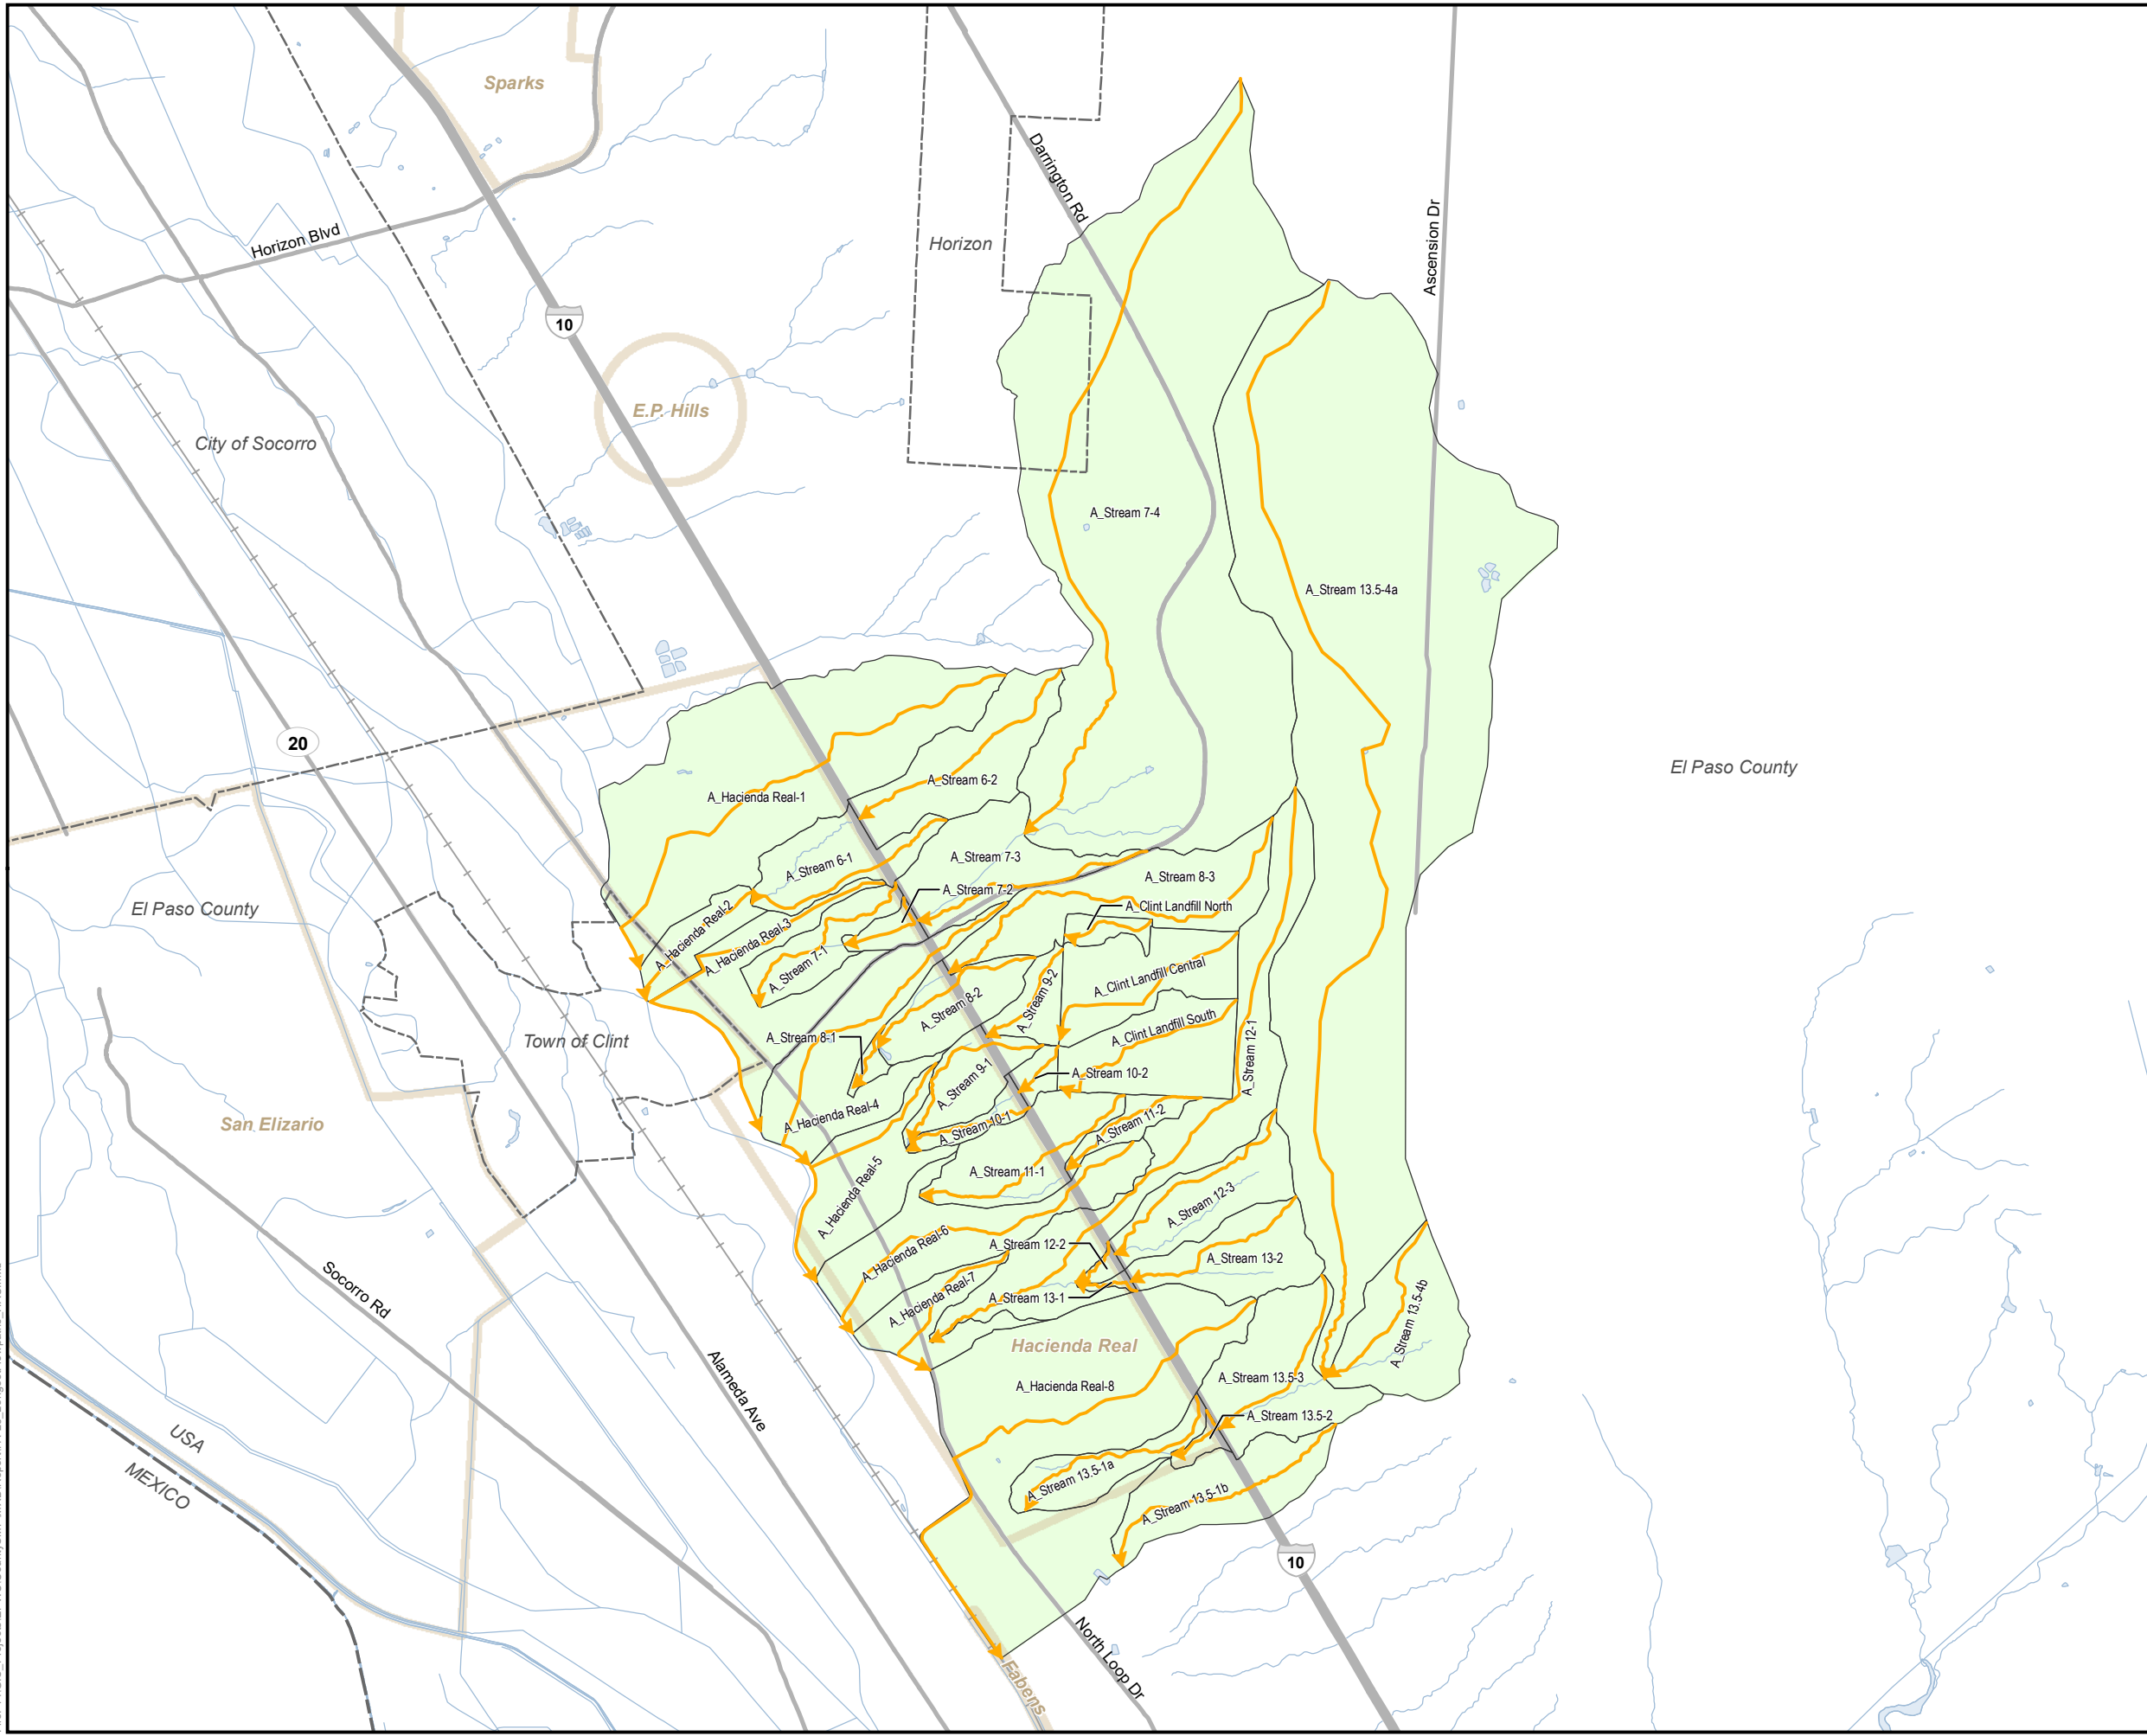 Sparks
Darrington Rd
Ascension Dr
Horizon Blvd
Horizon
10
E.P. Hills
City of Socorro
A_Stream 7-4
A_Stream 13.5-4a
20
El Paso County
A_Stream 6-2
A_Hacienda Real-1
A_Stream 6-1
A_Stream 7-3
A_Stream 8-3
A_Stream 7-2
A_Clint Landfill North
El Paso County
A_Hacienda Real-2
A_Hacienda Real-3
A_Stream 7-1
A_Clint Landfill Central
A_Stream 9-2
A_Stream 8-2
A_Clint Landfill South
A_Stream 8-1
Town of Clint
A_Stream 12-1
A_Stream 10-2
A_Stream 9-1
A_Hacienda Real-4
San Elizario
A_Stream 10-1
A_Stream 11-2
A_Stream 11-1
A_Hacienda Real-5
A_Stream 12-3
A_Hacienda Real-6
A_Stream 12-2
A_Stream 13-2
A_Hacienda Real-7
A_Stream 13-1
Socorro Rd
A_Stream 13.5-4b
Hacienda Real
A_Stream 13.5-3
A_Hacienda Real-8
Alameda Ave
A_Stream 13.5-2
USA
MEXICO
A_Stream 13.5-1a
A_Stream 13.5-1b
10
North Loop Dr
Fabens